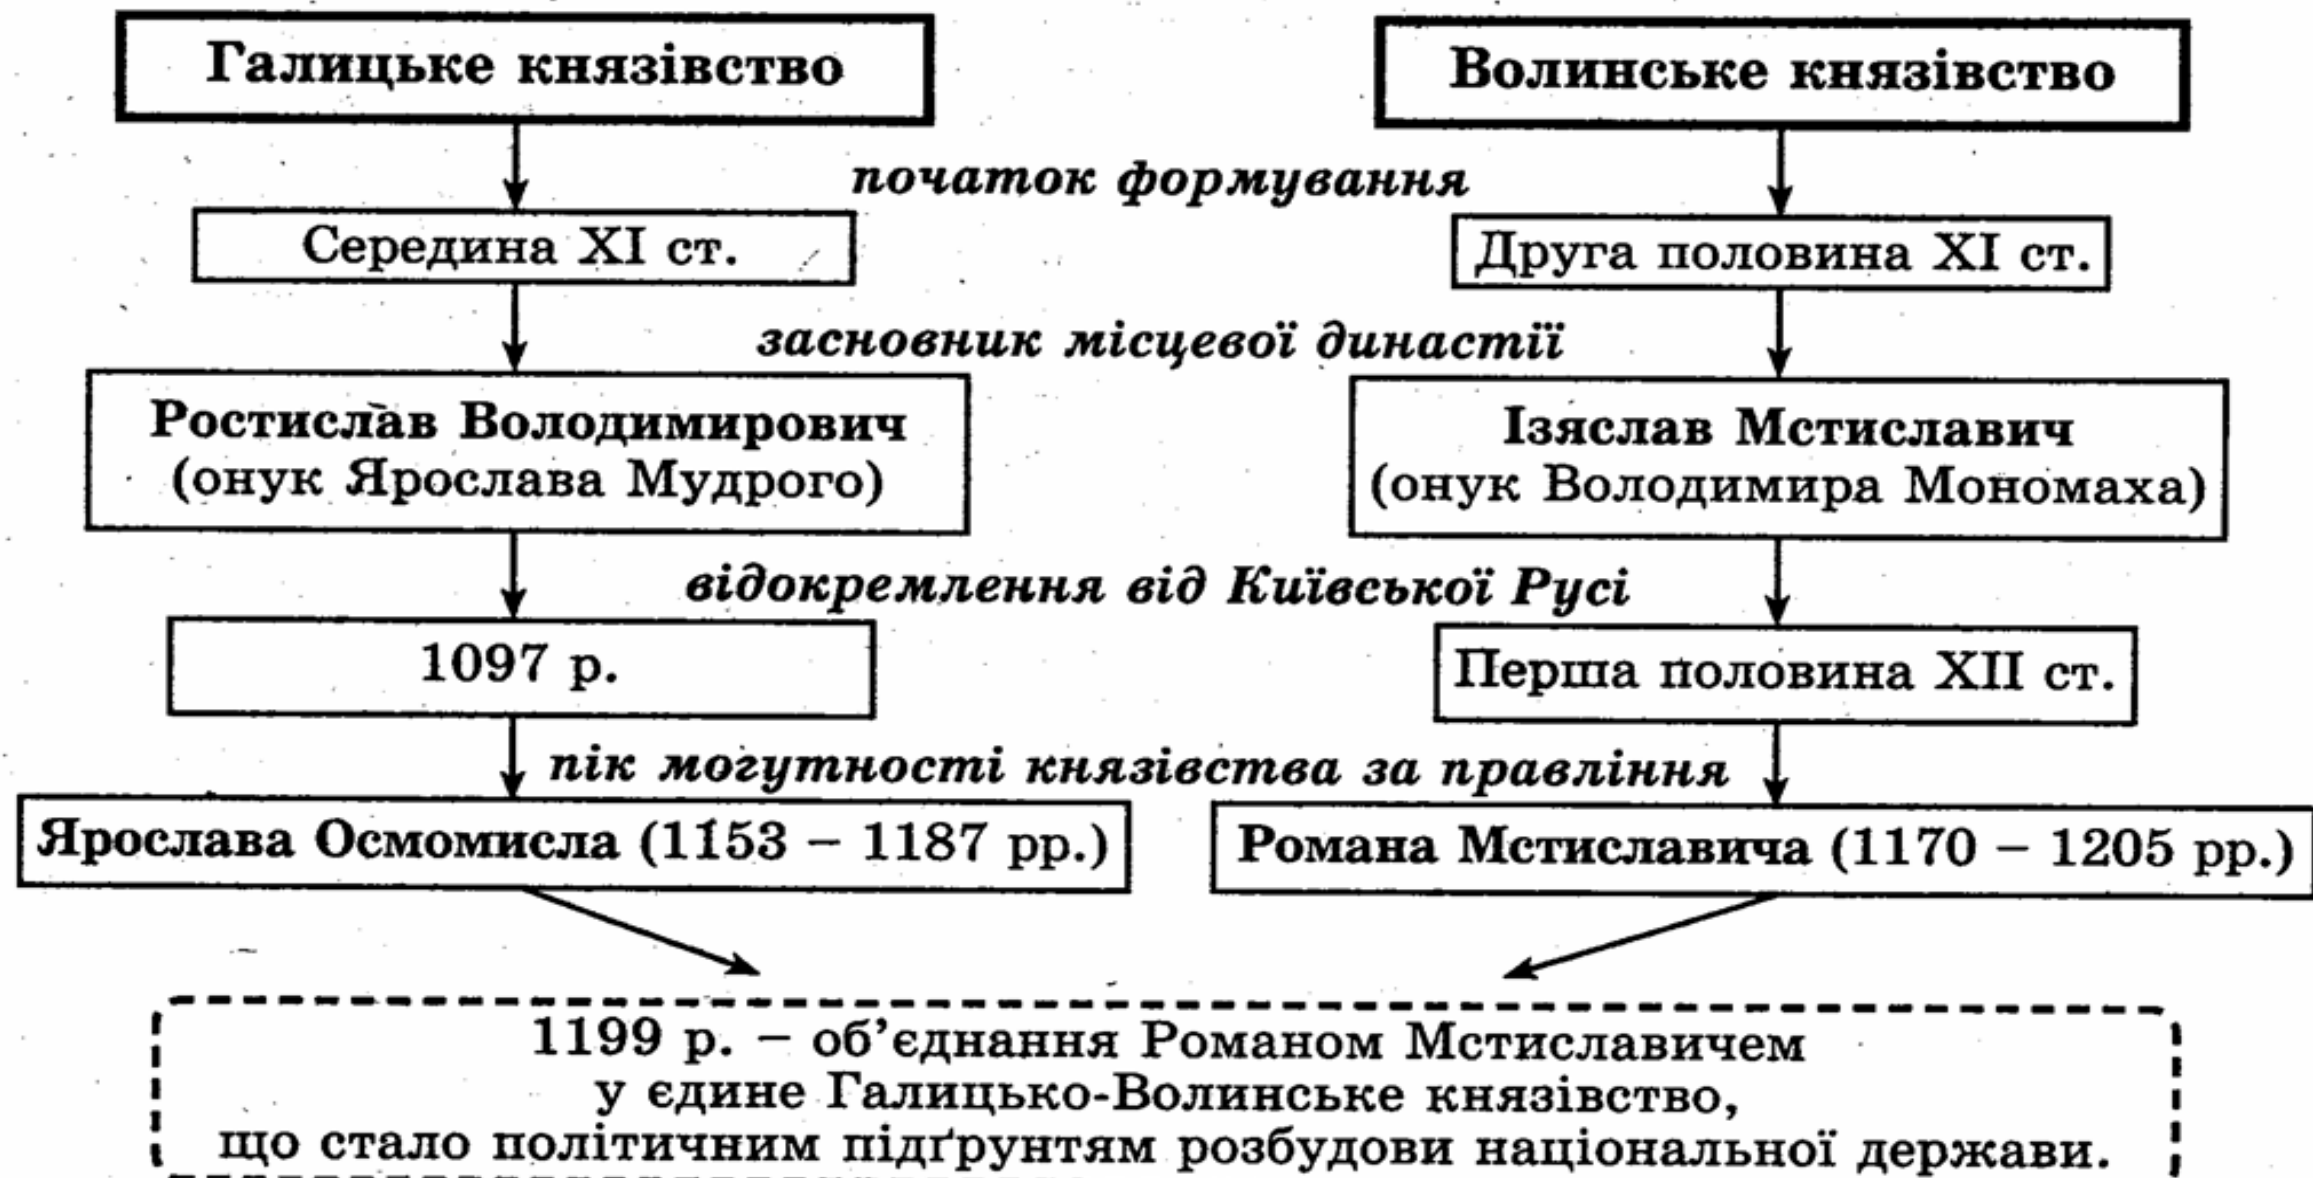 Галицьке князівство
Волинське князівство
початок формування
Середина XI ст.
Друга половина XI ст.
засновник місцевої династії
Ростислав Володимирович
(онук Ярослава Мудрого)
Ізяслав Мстиславич
(онук Володимира Мономаха)
відокремлення від Київської Русі
1097 р.
Перша половина XII ст.
пік могутності князівства за правління
Ярослава Осмомисла (1153 – 1187 рр.)
Романа Мстиславича (1170 – 1205 рр.)
1199 р. – об’єднання Романом Мстиславичем
у єдине Галицько-Волинське князівство,
що стало політичним підґрунтям розбудови національної держави.